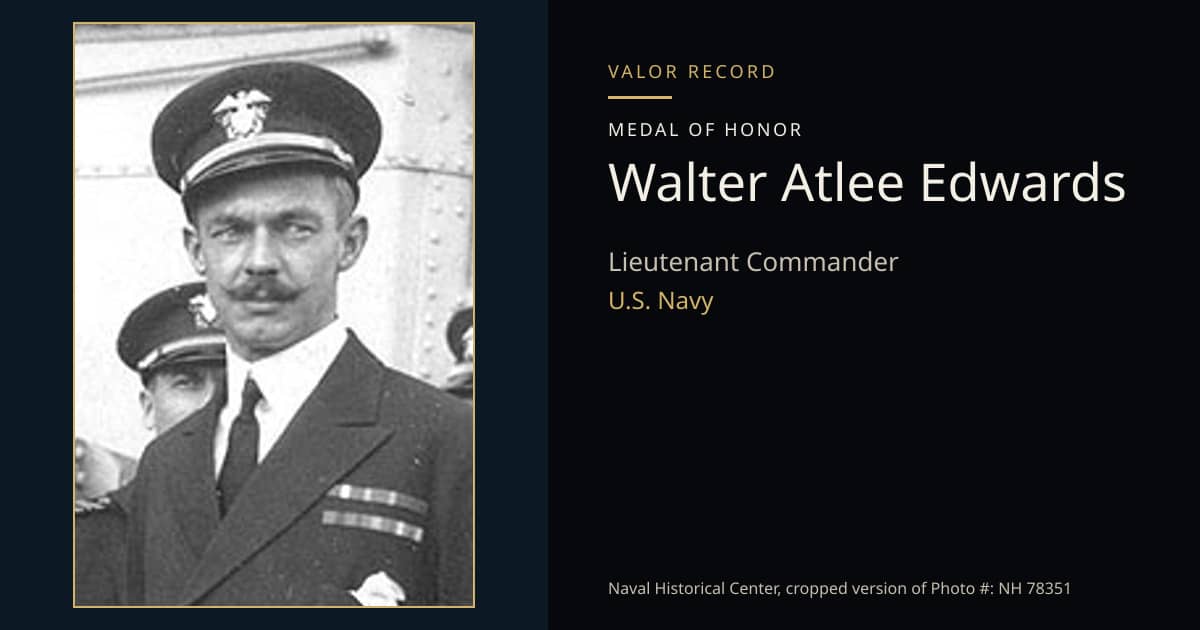 VALOR RECORD
MEDAL OF HONOR
Walter Atlee Edwards
Lieutenant Commander
U.S. Navy
Naval Historical Center, cropped version of Photo #: NH 78351